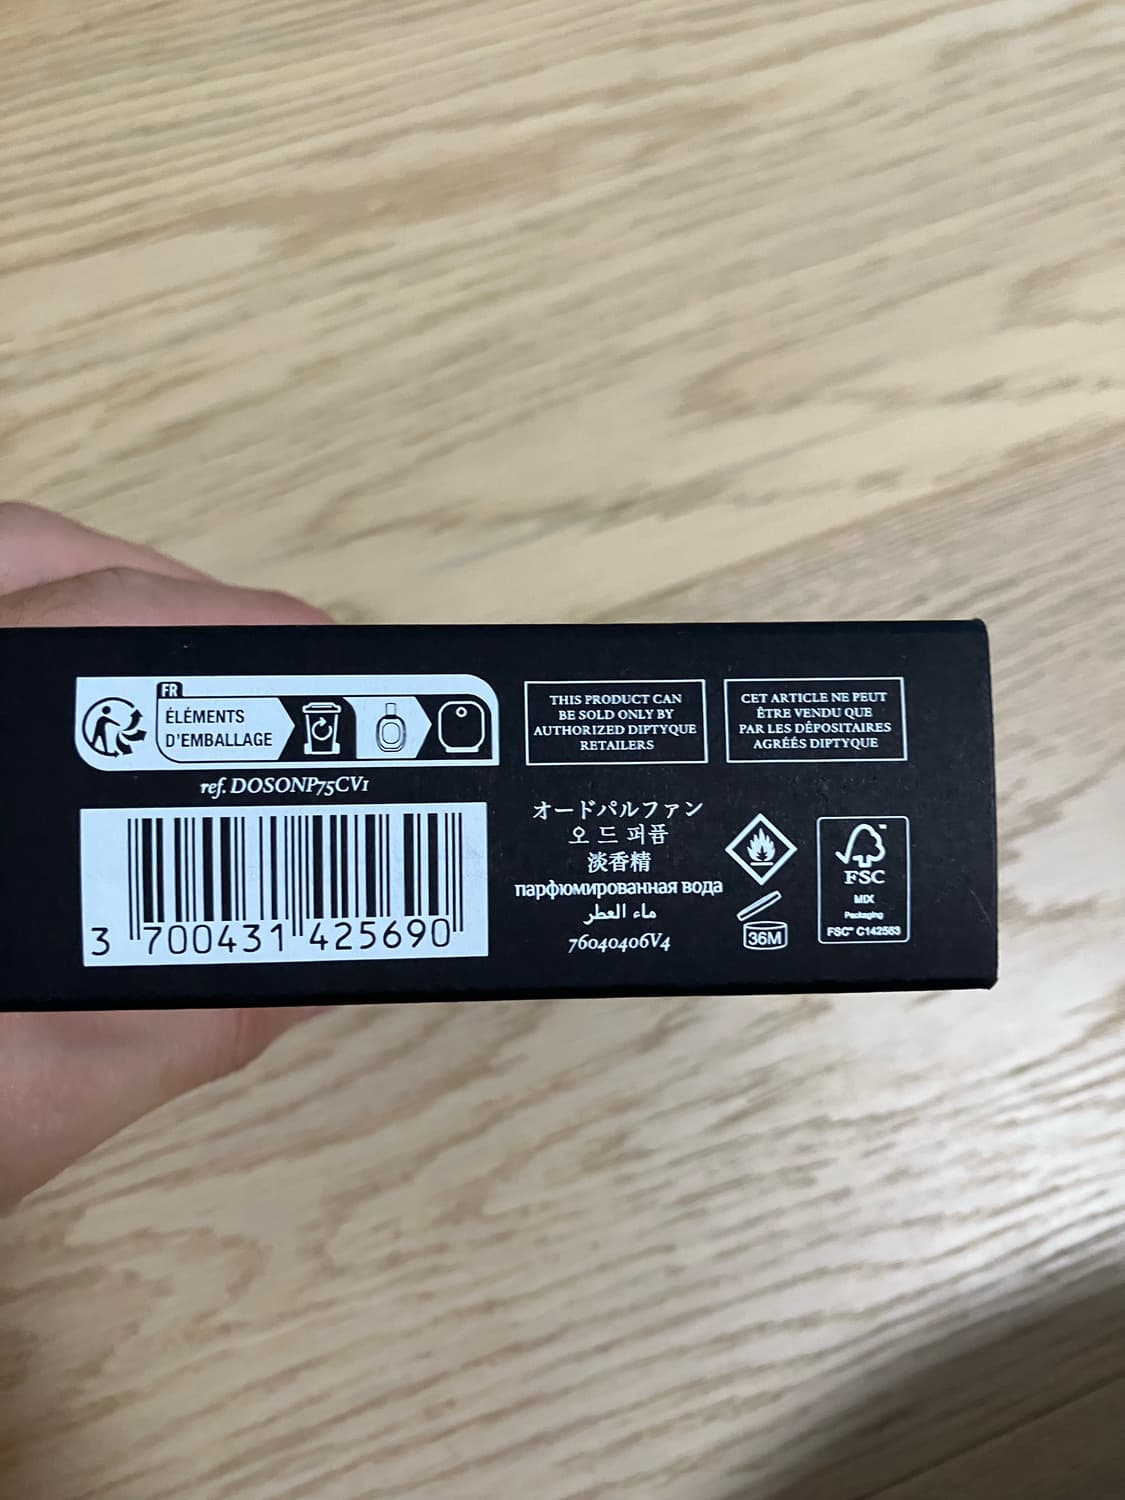 FR
ÉLÉMENTS
D'EMBALLAGE
ref. DOSONP75CV1
3 700431 425690
THIS PRODUCT CAN
BE SOLD ONLY BY
AUTHORIZED DIPTYQUE
RETAILERS
CET ARTICLE NE PEUT
ÊTRE VENDU QUE
PAR LES DÉPOSITAIRES
AGRÉÉS DIPTYQUE
オードパルファン
오 드 퍼퓸
淡香精
парфюмированная вода
ماء العطر
76040406V4
36M
FSC™
MIX
Packaging
FSC™ C142583